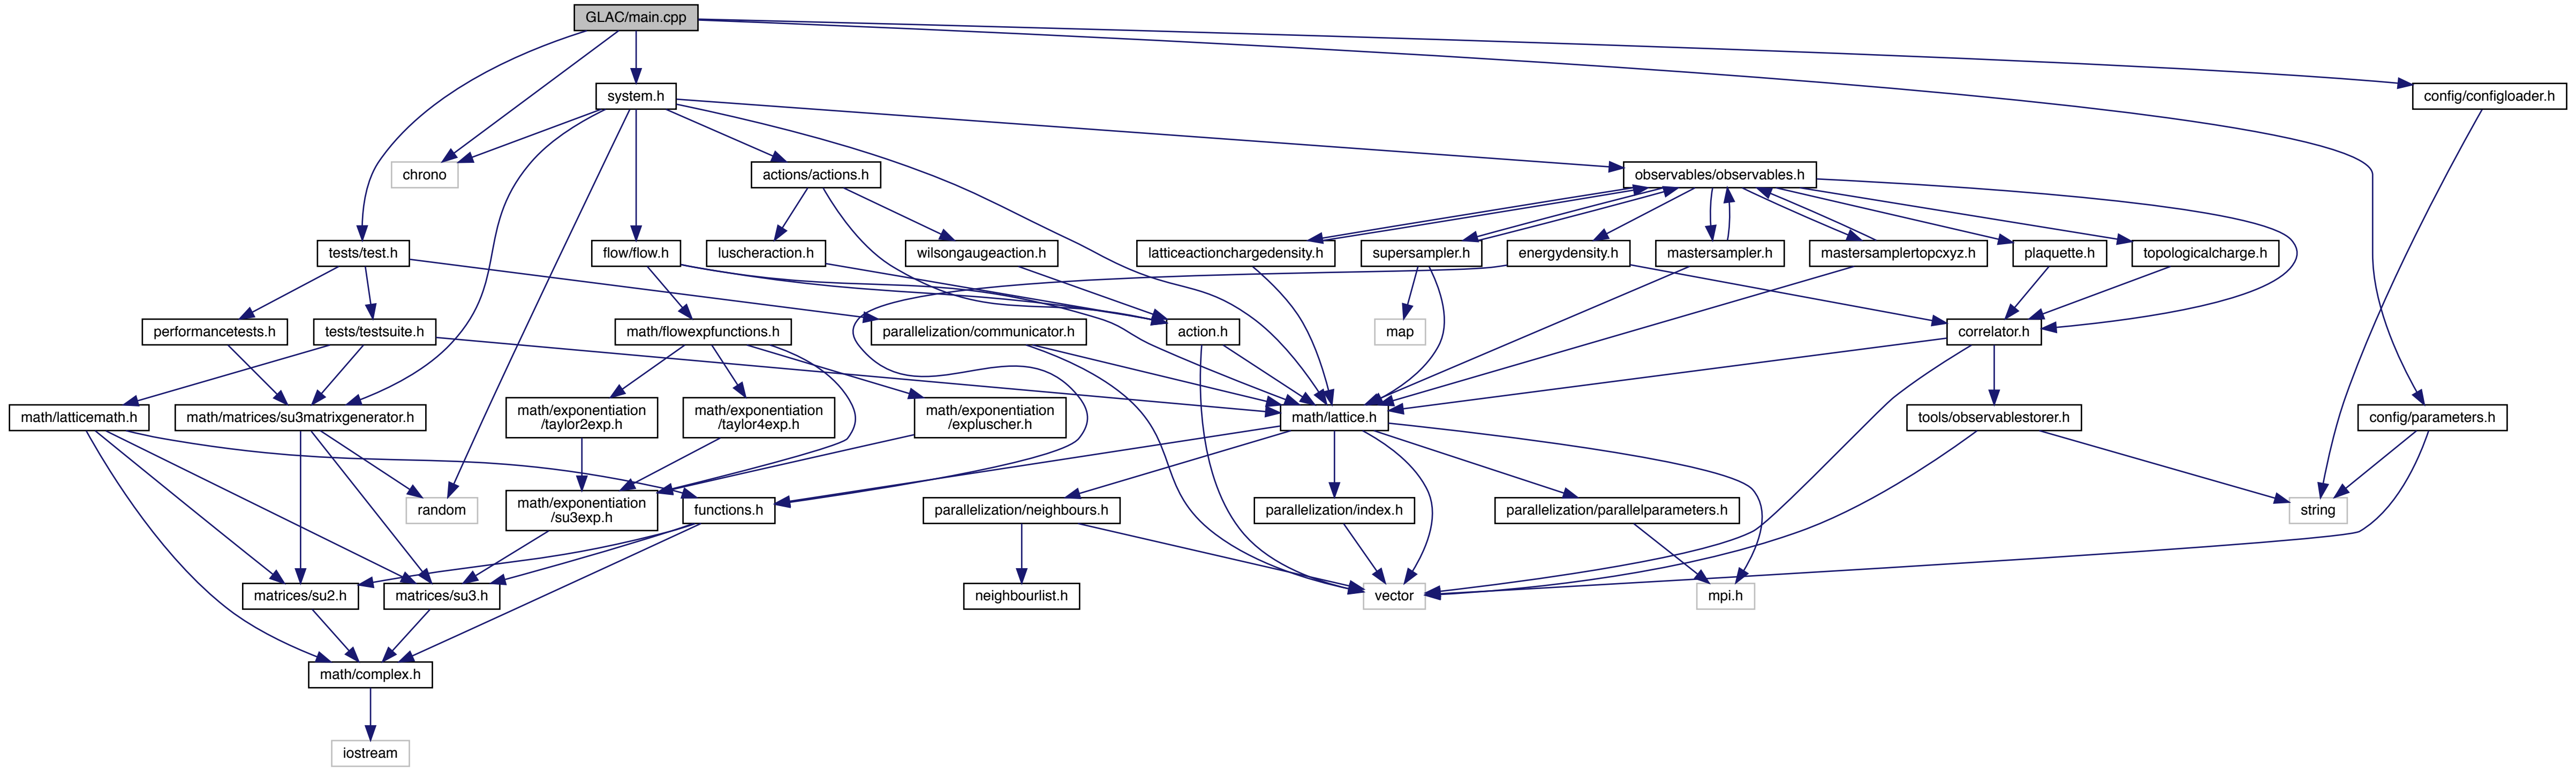 GLAC/main.cpp
system.h
config/configloader.h
chrono
actions/actions.h
observables/observables.h
tests/test.h
flow/flow.h
luscheraction.h
wilsongaugeaction.h
latticeactionchargedensity.h
supersampler.h
energydensity.h
mastersampler.h
mastersamplertopcxyz.h
plaquette.h
topologicalcharge.h
performancetests.h
tests/testsuite.h
math/flowexpfunctions.h
parallelization/communicator.h
action.h
map
correlator.h
math/latticemath.h
math/matrices/su3matrixgenerator.h
math/exponentiation
/taylor2exp.h
math/exponentiation
/taylor4exp.h
math/exponentiation
/expluscher.h
math/lattice.h
tools/observablestorer.h
config/parameters.h
random
math/exponentiation
/su3exp.h
functions.h
parallelization/neighbours.h
parallelization/index.h
parallelization/parallelparameters.h
string
matrices/su2.h
matrices/su3.h
neighbourlist.h
vector
mpi.h
math/complex.h
iostream